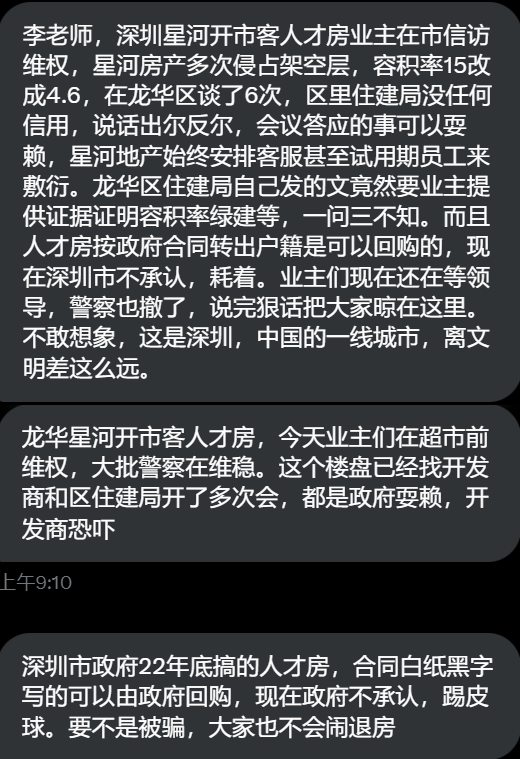 李老师，深圳星河开市客人才房业主在市信访
维权，星河房产多次侵占架空层，容积率15改
成4.6，在龙华区谈了6次，区里住建局没任何
信用，说话出尔反尔，会议答应的事可以耍
赖，星河地产始终安排客服甚至试用期员工来
敷衍。龙华区住建局自己发的文竟然要业主提
供证据证明容积率绿建等，一问三不知。而且
人才房按政府合同转出户籍是可以回购的，现
在深圳市不承认，耗着。业主们现在还在等领
导，警察也撤了，说完狠话把大家晾在这里。
不敢想象，这是深圳，中国的一线城市，离文
明差这么远。
龙华星河开市客人才房，今天业主们在超市前
维权，大批警察在维稳。这个楼盘已经找开发
商和区住建局开了多次会，都是政府耍赖，开
发商恐吓
上午9:10
深圳市政府22年底搞的人才房，合同白纸黑字
写的可以由政府回购，现在政府不承认，踢皮
球。要不是被骗，大家也不会闹退房